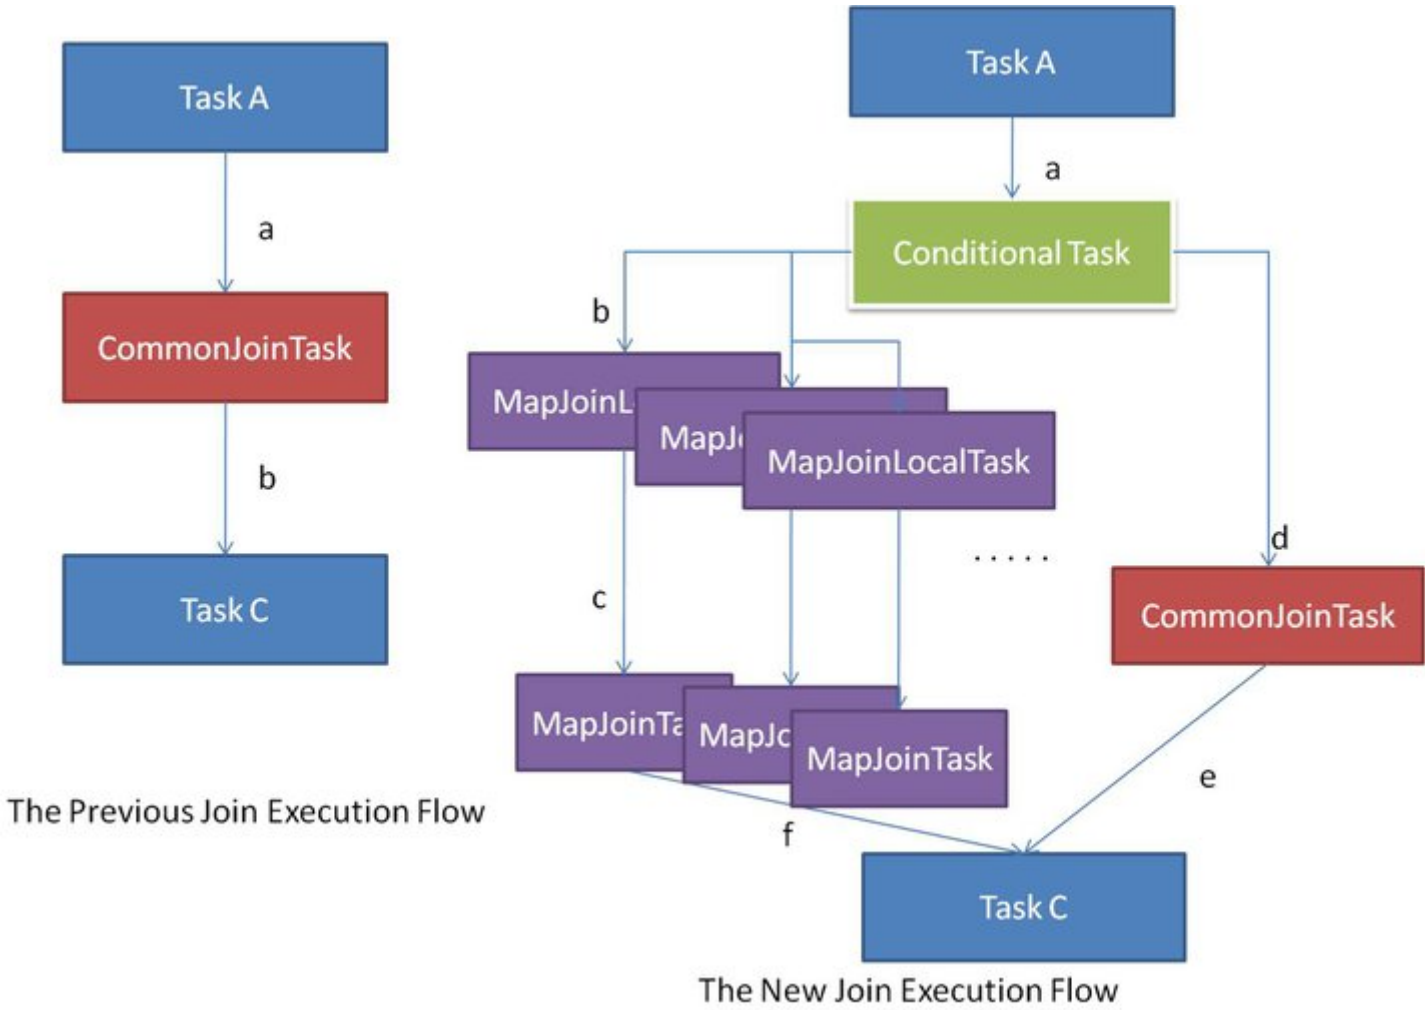 Task A
a
CommonJoinTask
b
Task C
The Previous Join Execution Flow
Task A
a
Conditional Task
b
MapJoinL
MapJ
MapJoinLocalTask
. . . . .
c
d
CommonJoinTask
MapJoinTa
MapJ
MapJoinTask
e
f
Task C
The New Join Execution Flow